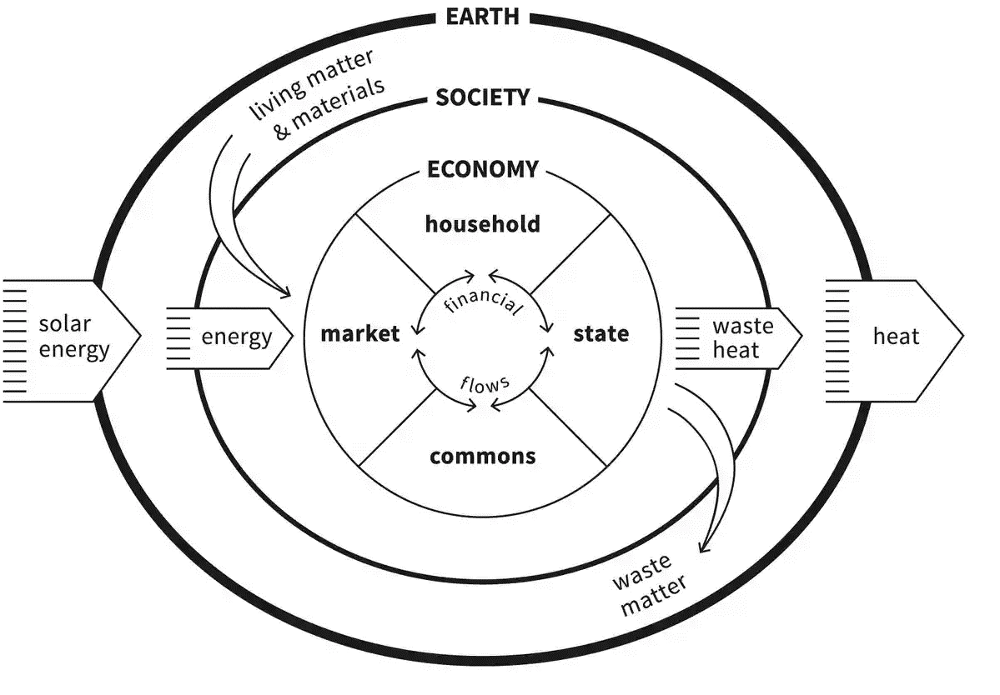 EARTH
living matter
& materials
SOCIETY
ECONOMY
household
financial
solar
energy
energy
market
state
waste
heat
heat
flows
commons
waste
matter